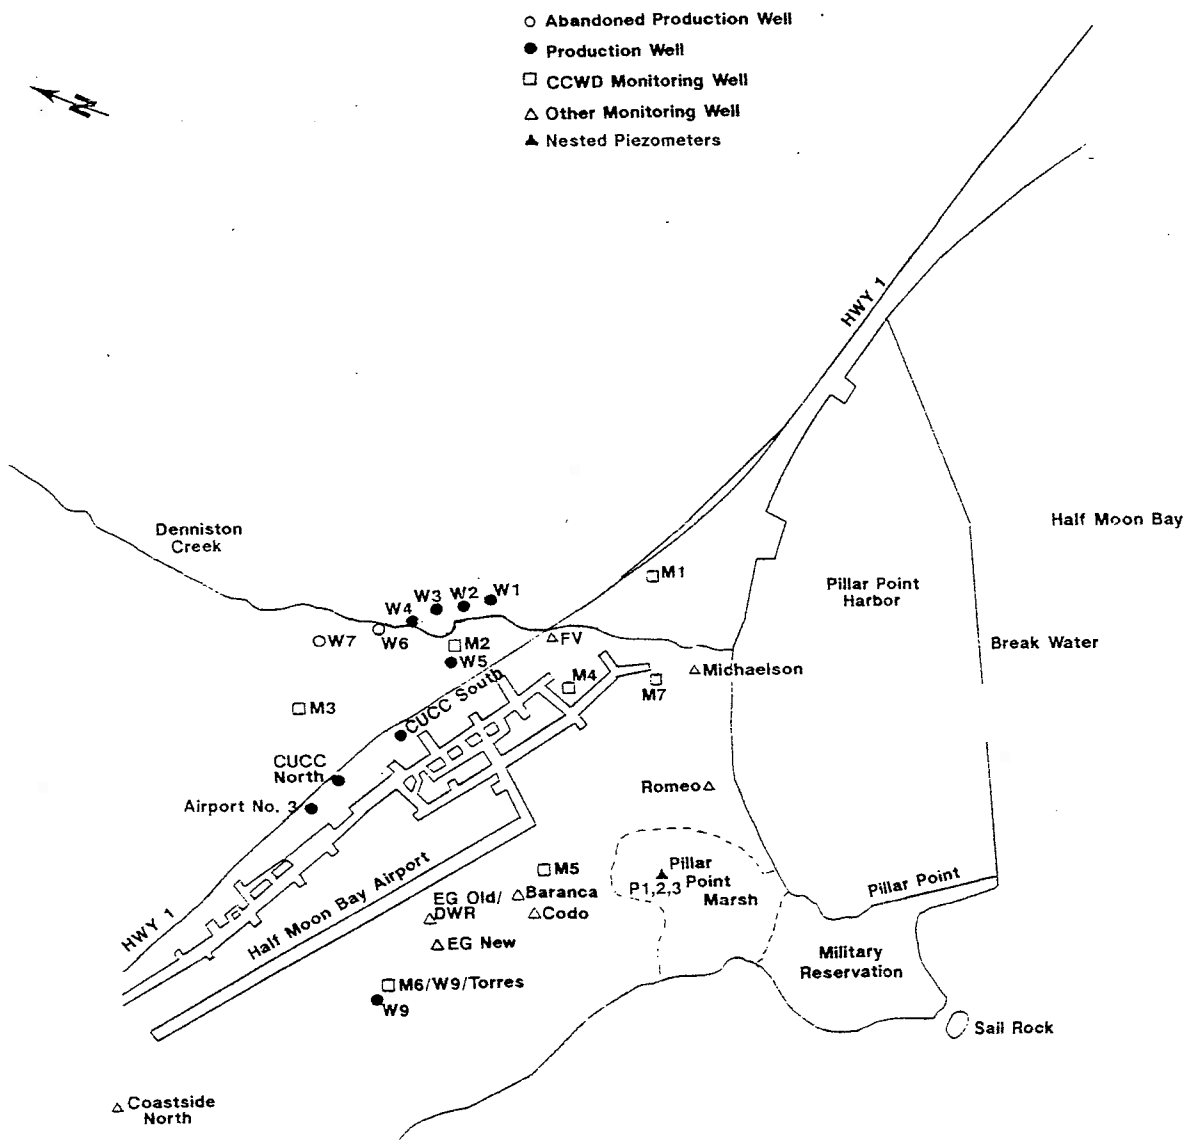 Abandoned Production Well
Production Well
CCWD Monitoring Well
Other Monitoring Well
Nested Piezometers
N
HWY 1
Half Moon Bay
Denniston
Creek
Pillar Point
Harbor
M1
W1
W2
W3
W4
W7
W6
M2
W5
FV
Break Water
Michaelson
M4
M7
CUCC South
M3
CUCC
North
Romeo
Airport No. 3
Pillar
Point
Marsh
P1,2,3
M5
Baranca
EG Old/
DWR
Codo
Pillar Point
Half Moon Bay Airport
HWY 1
EG New
Military
Reservation
M6/W9/Torres
W9
Sail Rock
Coastside
North